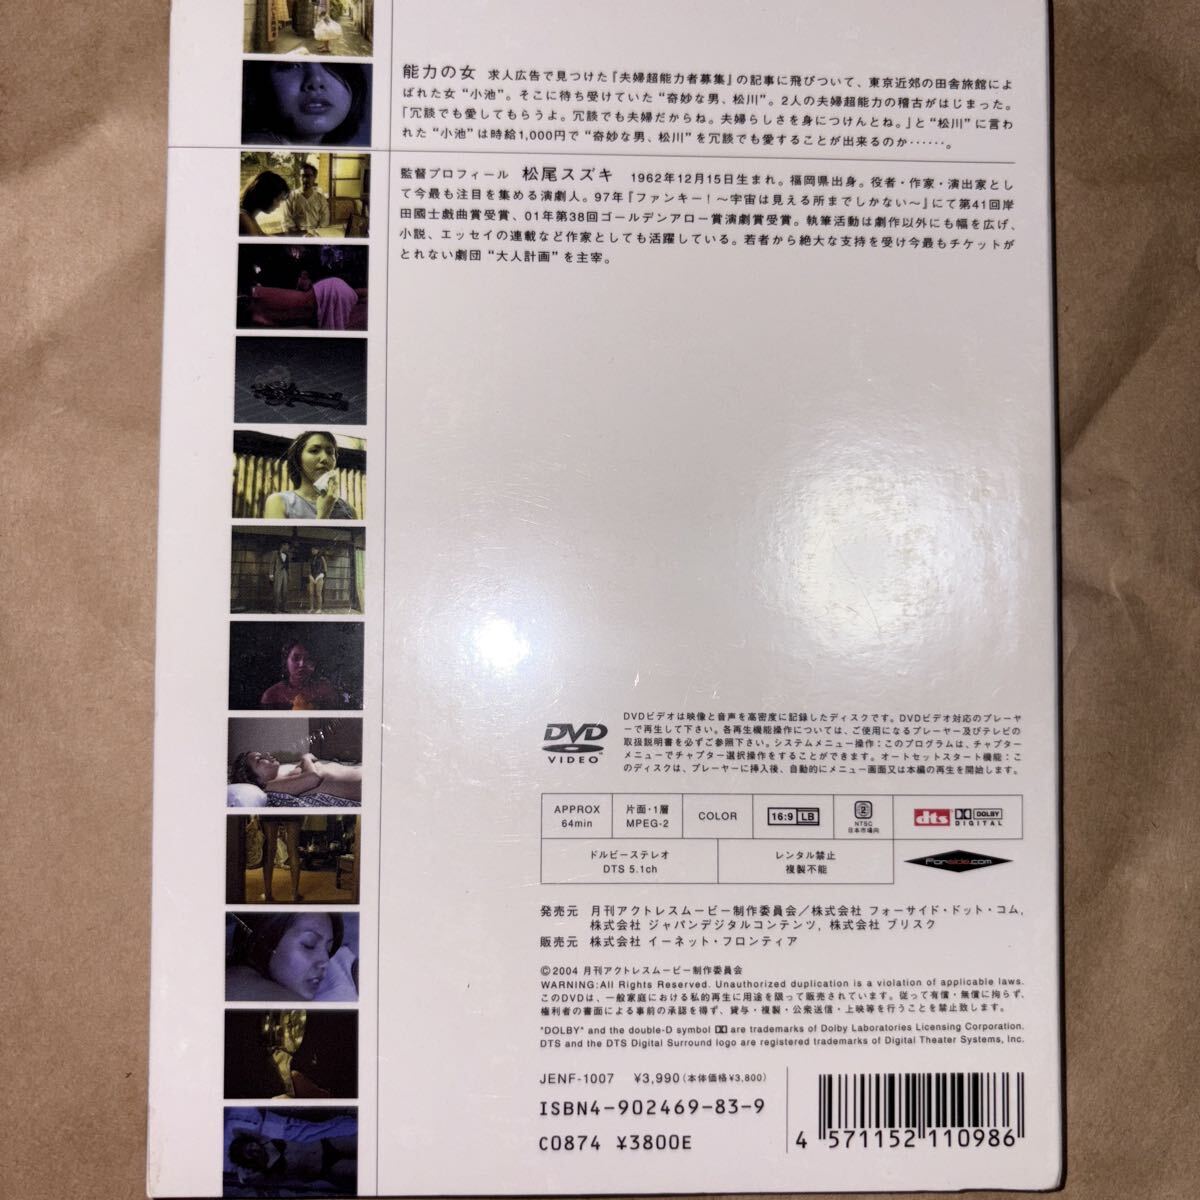 能力の女 求人広告で見つけた『夫婦超能力者募集』の記事に飛びついて、東京近郊の田舎旅館によ
ばれた女“小池”。そこに待ち受けていた“奇妙な男、松川”。2人の夫婦超能力の稽古がはじまった。
「冗談でも愛してもらうよ。冗談でも夫婦だからね。夫婦らしさを身につけんとね。」と“松川”に言わ
れた“小池”は時給1,000円で“奇妙な男、松川”を冗談でも愛することが出来るのか……。
監督プロフィール 松尾スズキ 1962年12月15日生まれ。福岡県出身。役者・作家・演出家とし
て今最も注目を集める演劇人。97年『ファンキー！～宇宙は見える所までしかない～』にて第41回岸
田國士戯曲賞受賞、01年第38回ゴールデンアロー賞演劇賞受賞。執筆活動は劇作以外にも幅を広げ、
小説、エッセイの連載など作家としても活躍している。若者から絶大な支持を受け今最もチケットが
とれない劇団“大人計画”を主宰。
DVD
VIDEO
DVDビデオは映像と音声を高密度に記録したディスクです。DVDビデオ対応のプレーヤ
ーで再生して下さい。各再生機能操作については、ご使用になるプレーヤー及びテレビの
取扱説明書を必ずご参照下さい。システムメニュー操作：このプログラムは、チャプター
メニューでチャプター選択操作をすることができます。オートセットスタート機能：こ
のディスクは、プレーヤーに挿入後、自動的にメニュー画面又は本編の再生を開始します。
APPROX
64min
片面・1層
MPEG-2
COLOR
16:9 LB
2
NTSC
日本市場向
dts
DOLBY
DIGITAL
ドルビーステレオ
DTS 5.1ch
レンタル禁止
複製不能
Forside.com
発売元 月刊アクトレスムービー制作委員会／株式会社 フォーサイド・ドット・コム,
株式会社 ジャパンデジタルコンテンツ, 株式会社 ブリスク
販売元 株式会社 イーネット・フロンティア
©2004 月刊アクトレスムービー制作委員会
WARNING:All Rights Reserved. Unauthorized duplication is a violation of applicable laws.
このDVDは、一般家庭における私的再生に用途を限って販売されています。従って有償・無償に拘らず、
権利者の書面による事前の承諾を得ず、貸与・複製・公衆送信・上映等を行うことを禁止致します。
"DOLBY" and the double-D symbol are trademarks of Dolby Laboratories Licensing Corporation.
DTS and the DTS Digital Surround logo are registered trademarks of Digital Theater Systems, Inc.
JENF-1007 ¥3,990(本体価格¥3,800)
ISBN4-902469-83-9
C0874 ¥3800E
4 571152 110986